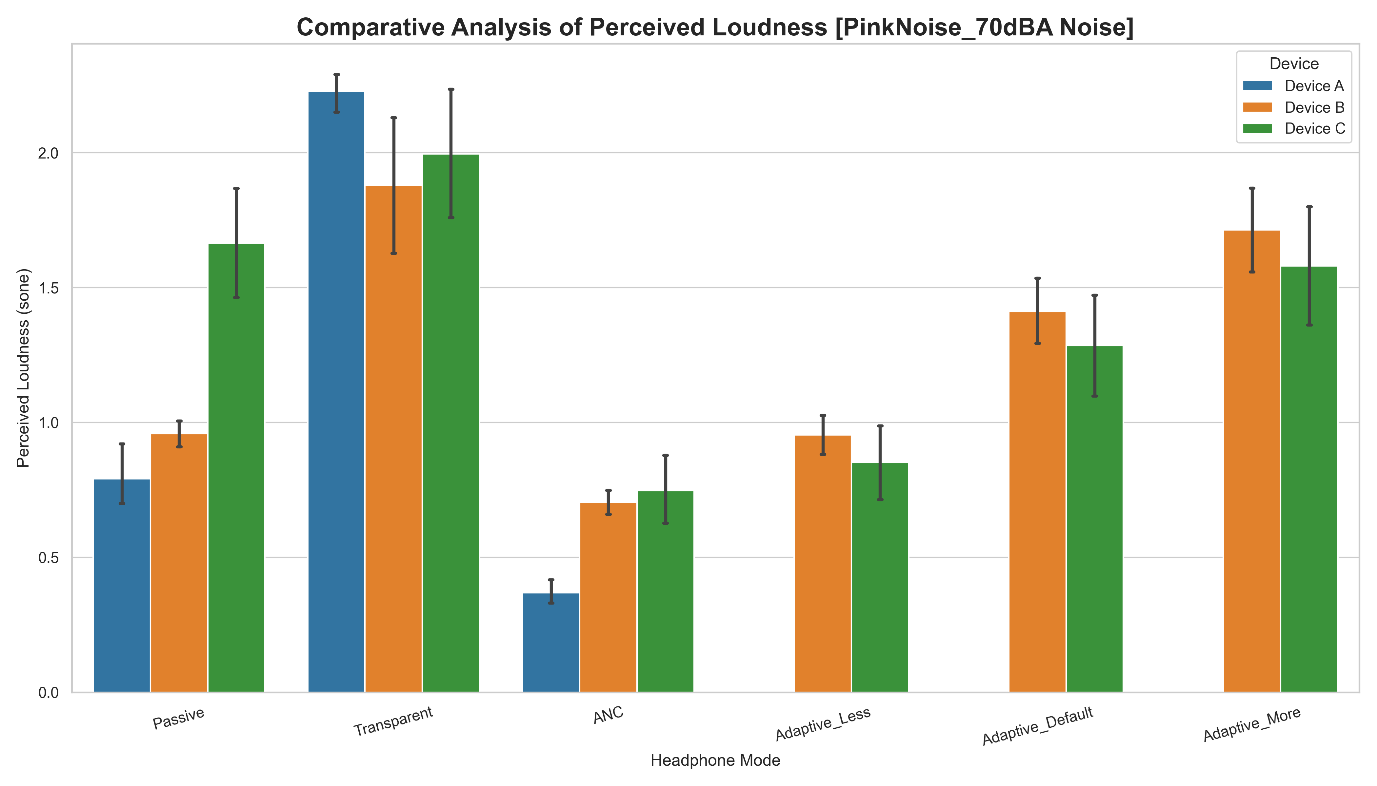 Comparative Analysis of Perceived Loudness [PinkNoise_70dBA Noise]
Device
Device A
Device B
Device C
Perceived Loudness (sone)
2.0
1.5
1.0
0.5
0.0
Passive
Transparent
ANC
Adaptive_Less
Adaptive_Default
Adaptive_More
Headphone Mode